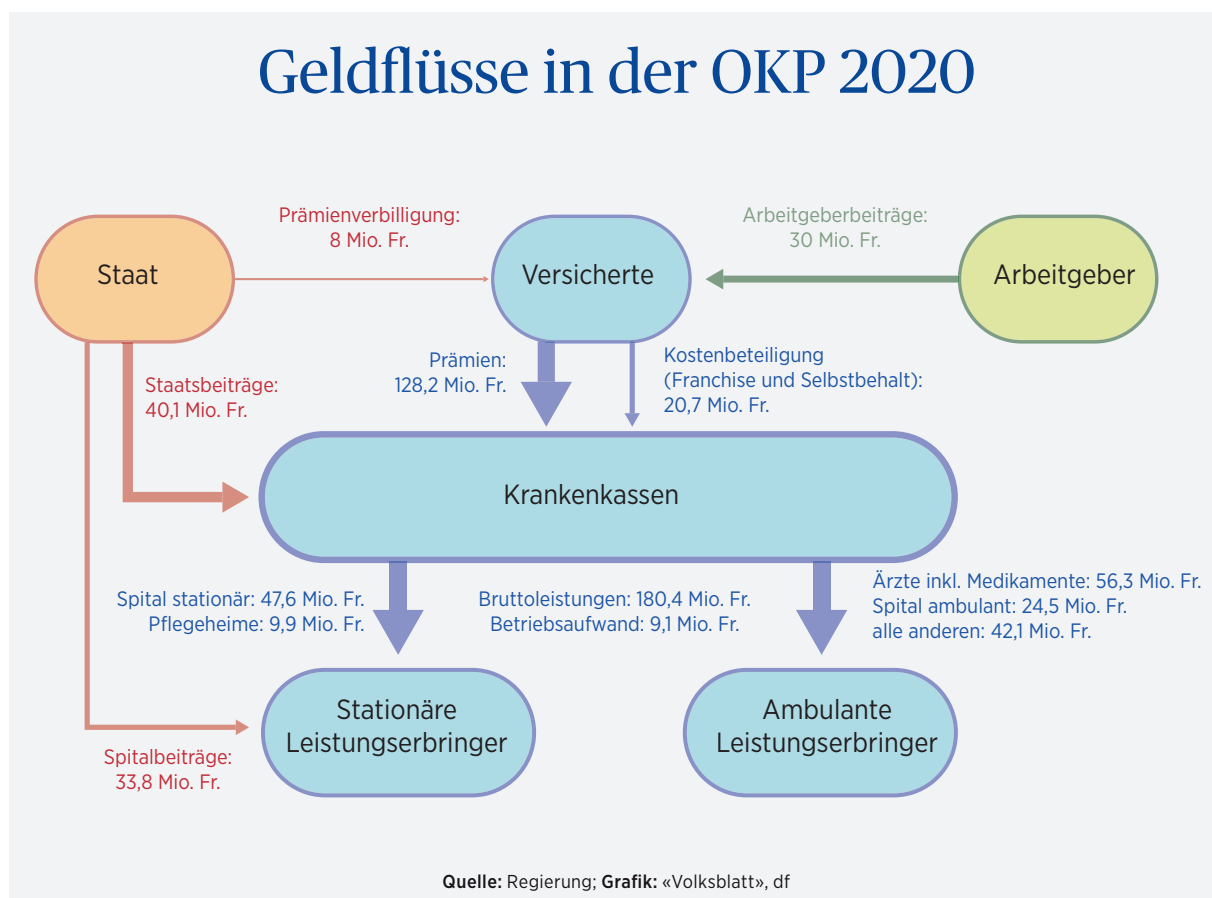 Geldflüsse in der OKP 2020
Prämienverbilligung:
8 Mio. Fr.
Arbeitgeberbeiträge:
30 Mio. Fr.
Staat
Versicherte
Arbeitgeber
Staatsbeiträge:
40,1 Mio. Fr.
Prämien:
128,2 Mio. Fr.
Kostenbeteiligung
(Franchise und Selbstbehalt):
20,7 Mio. Fr.
Krankenkassen
Spital stationär: 47,6 Mio. Fr.
Pflegeheime: 9,9 Mio. Fr.
Bruttoleistungen: 180,4 Mio. Fr.
Betriebsaufwand: 9,1 Mio. Fr.
Ärzte inkl. Medikamente: 56,3 Mio. Fr.
Spital ambulant: 24,5 Mio. Fr.
alle anderen: 42,1 Mio. Fr.
Stationäre
Leistungserbringer
Ambulante
Leistungserbringer
Spitalbeiträge:
33,8 Mio. Fr.
Quelle: Regierung; Grafik: «Volksblatt», df